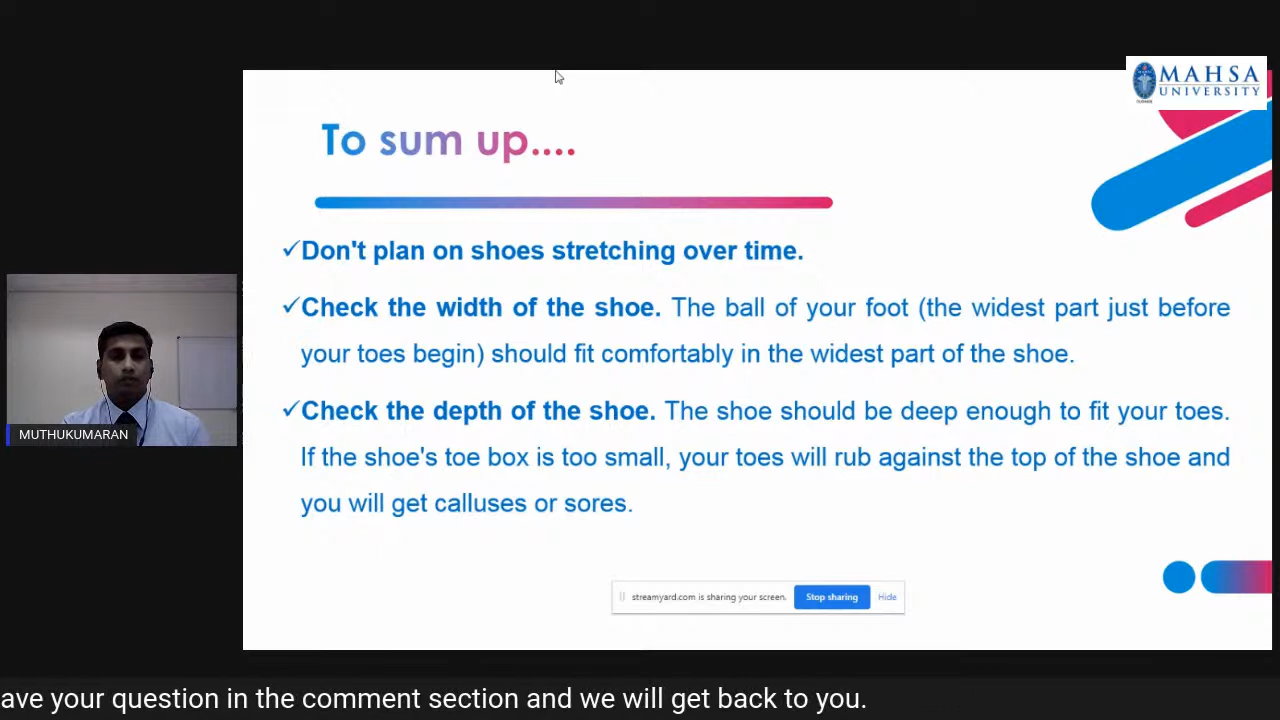 MAHSA
UNIVERSITY
To sum up....
✓Don't plan on shoes stretching over time.
✓Check the width of the shoe. The ball of your foot (the widest part just before
your toes begin) should fit comfortably in the widest part of the shoe.
✓Check the depth of the shoe. The shoe should be deep enough to fit your toes.
If the shoe's toe box is too small, your toes will rub against the top of the shoe and
you will get calluses or sores.
MUTHUKUMARAN
streamyard.com is sharing your screen. Stop sharing Hide
ave your question in the comment section and we will get back to you.